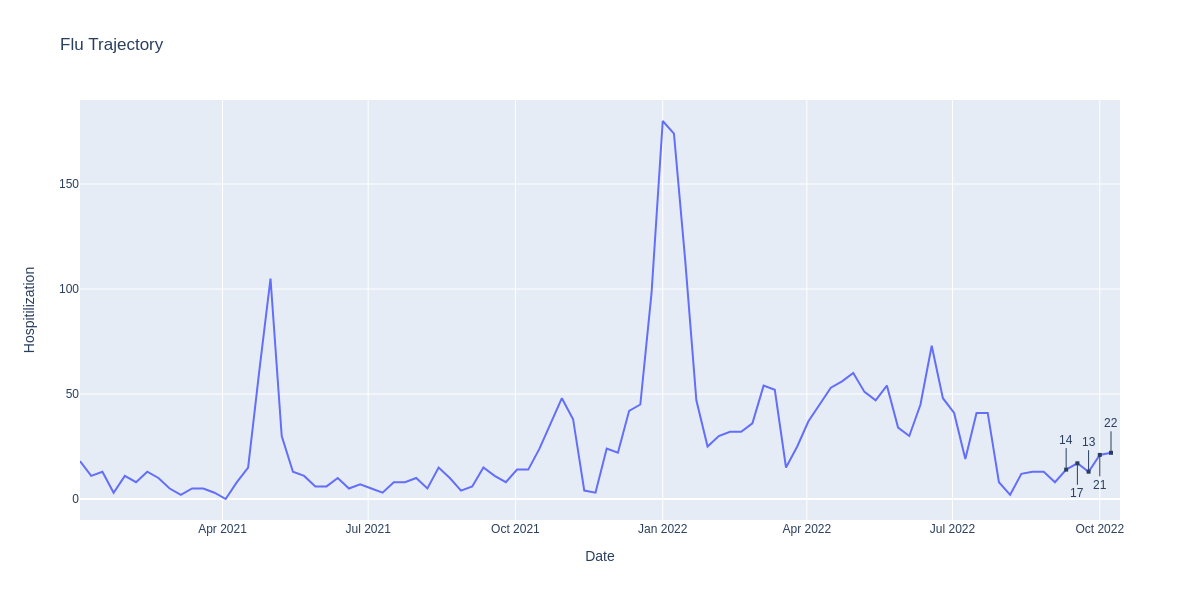 Flu Trajectory
150
100
50
0
Hospitilization
14
17
13
21
22
Apr 2021
Jul 2021
Oct 2021
Jan 2022
Apr 2022
Jul 2022
Oct 2022
Date